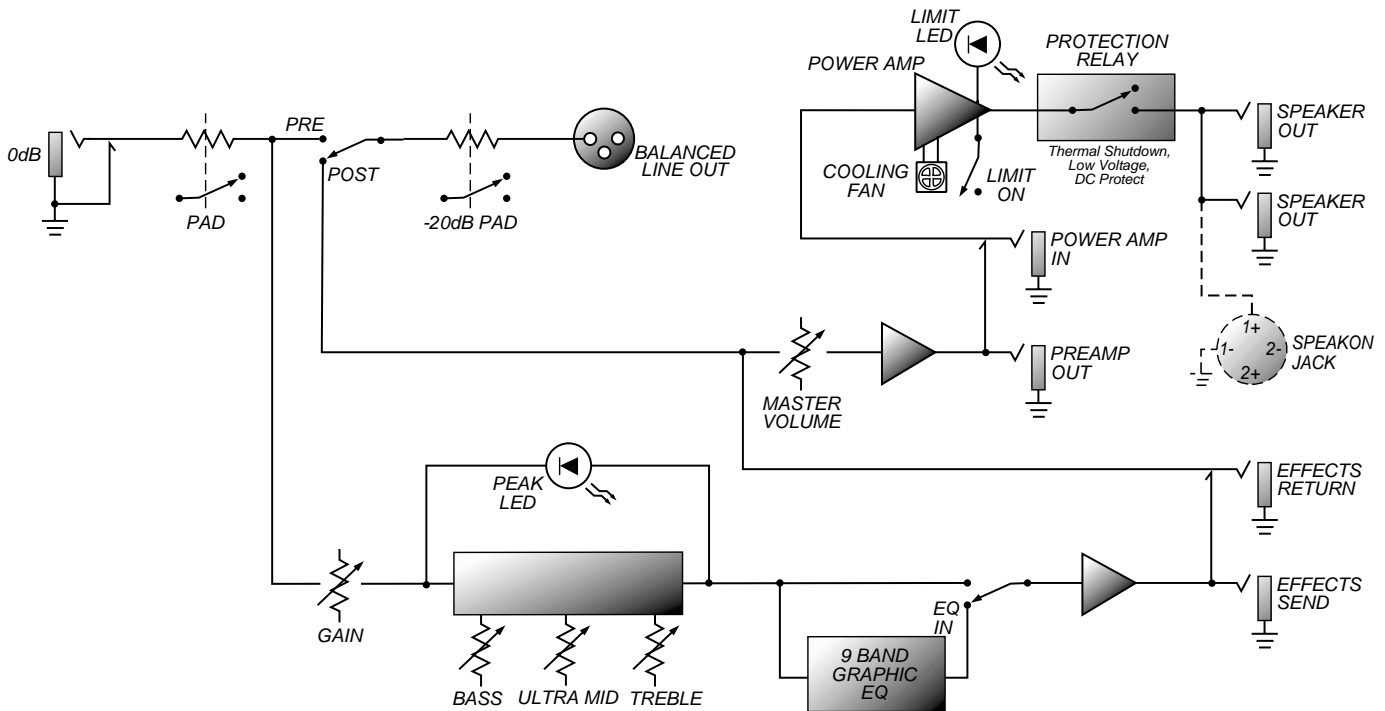 LIMIT
LED
POWER AMP
PROTECTION
RELAY
0dB
PRE
POST
BALANCED
LINE OUT
PAD
-20dB PAD
COOLING
FAN
LIMIT
ON
Thermal Shutdown,
Low Voltage,
DC Protect
SPEAKER
OUT
SPEAKER
OUT
POWER AMP
IN
1+
1-
2-
2+
SPEAKON
JACK
MASTER
VOLUME
PREAMP
OUT
PEAK
LED
EFFECTS
RETURN
GAIN
BASS
ULTRA MID
TREBLE
EQ
IN
9 BAND
GRAPHIC
EQ
EFFECTS
SEND